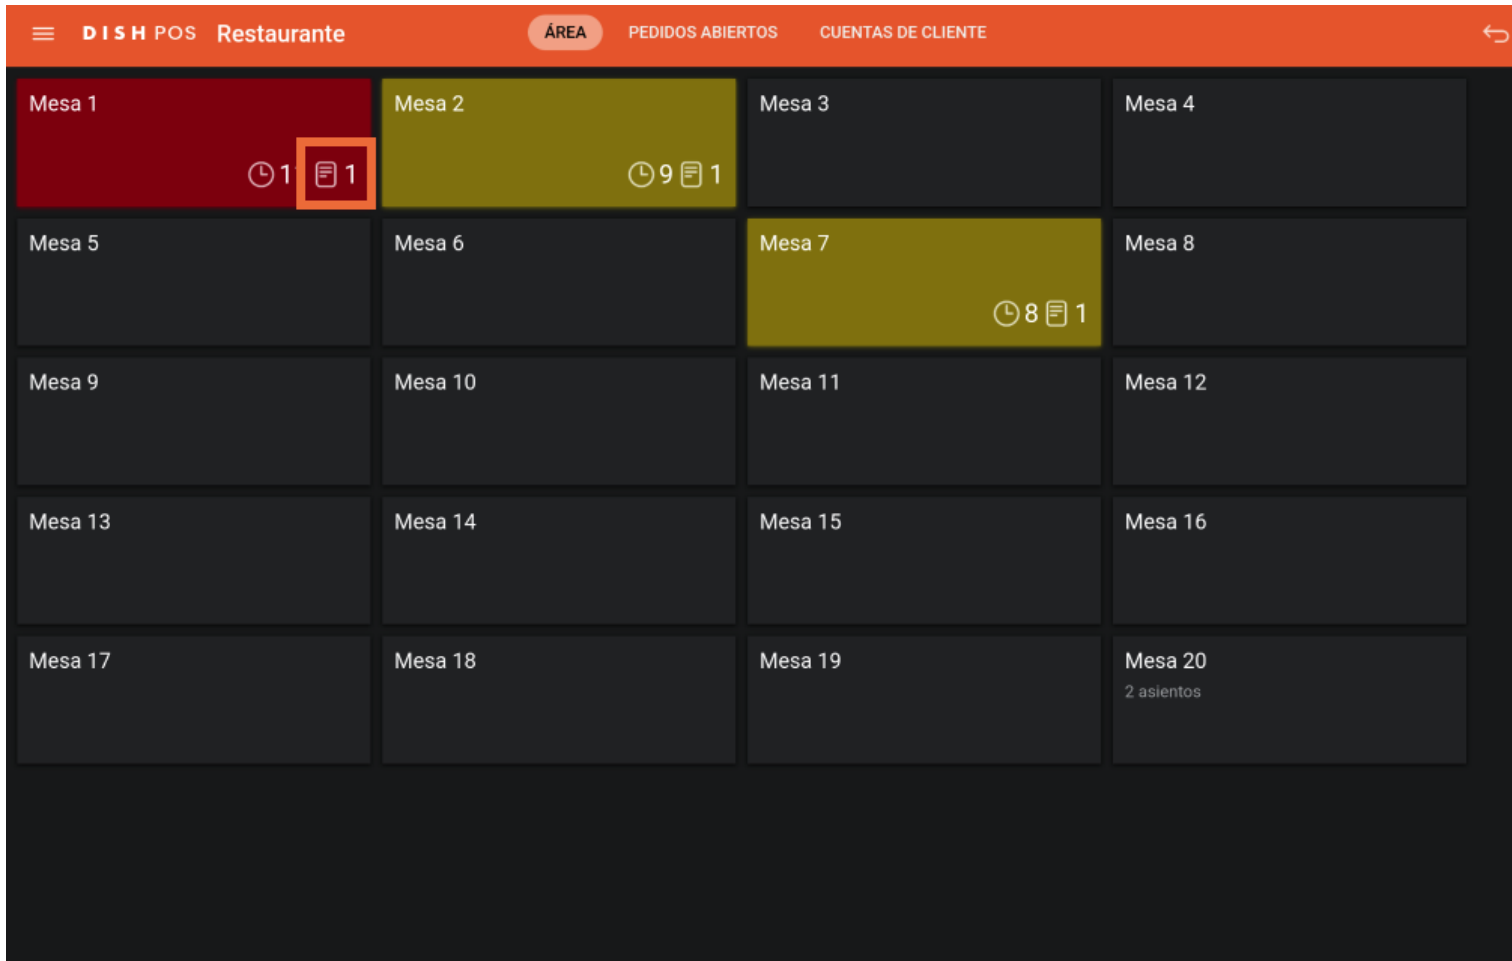 DISH POS Restaurante ÁREA PEDIDOS ABIERTOS CUENTAS DE CLIENTE
Mesa 1 Mesa 2 Mesa 3 Mesa 4
1 9 1
Mesa 5 Mesa 6 Mesa 7 Mesa 8
8 1
Mesa 9 Mesa 10 Mesa 11 Mesa 12
Mesa 13 Mesa 14 Mesa 15 Mesa 16
Mesa 17 Mesa 18 Mesa 19 Mesa 20
2 asientos